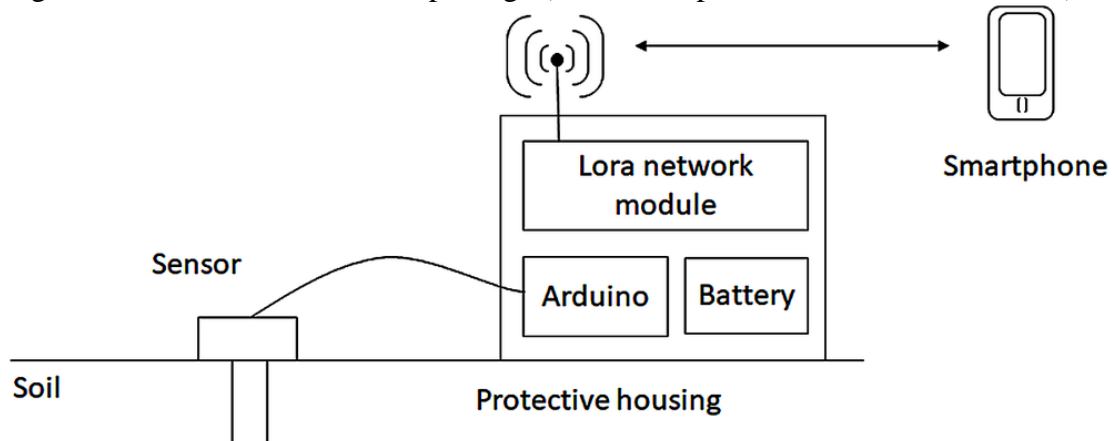 Lora network
module
Smartphone
Sensor
Arduino
Battery
Soil
Protective housing